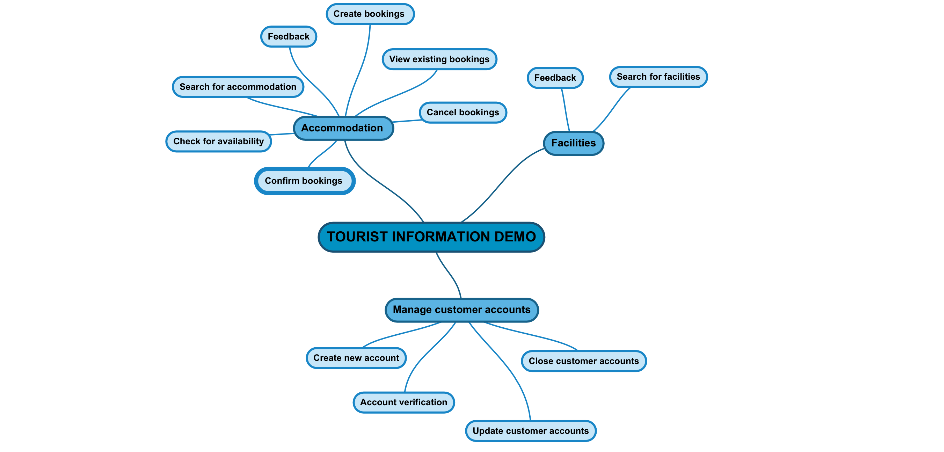 Create bookings
Feedback
View existing bookings
Search for accommodation
Cancel bookings
Accommodation
Check for availability
Confirm bookings
Feedback
Search for facilities
Facilities
TOURIST INFORMATION DEMO
Manage customer accounts
Create new account
Close customer accounts
Account verification
Update customer accounts